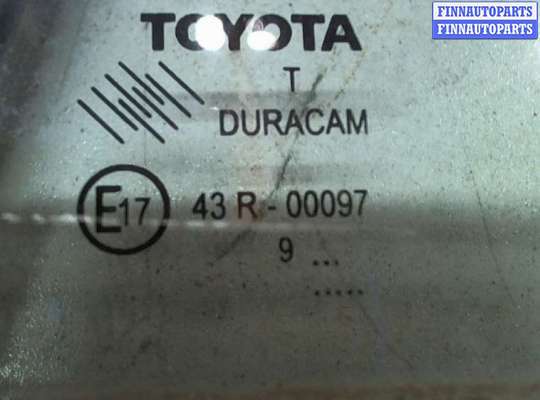 FINNAUTOPARTS
FINNAUTOPARTS
TOYOTA
T
DURACAM
E17 43 R - 00097
9 ...
.....